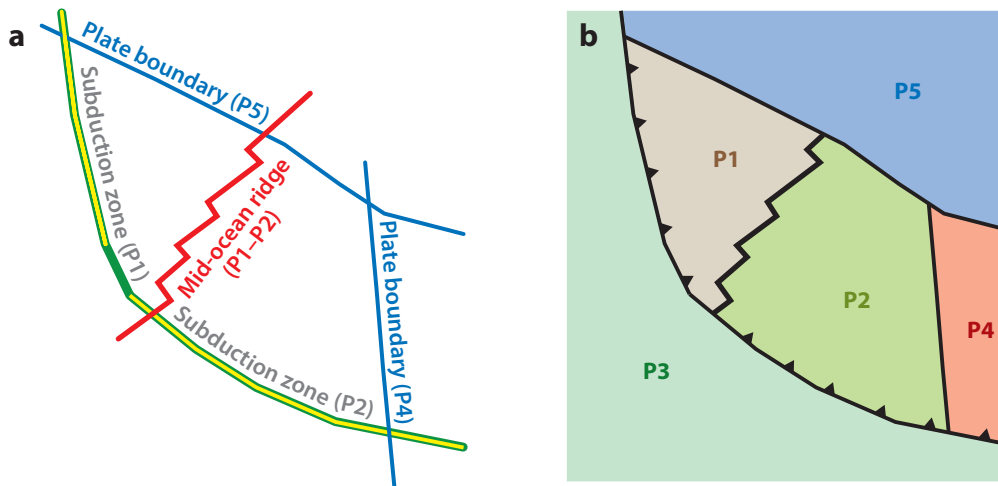 a
Plate boundary (P5)
Subduction zone (P1)
Mid-ocean ridge
(P1–P2)
Subduction zone (P2)
Plate boundary (P4)
b
P5
P1
P2
P4
P3